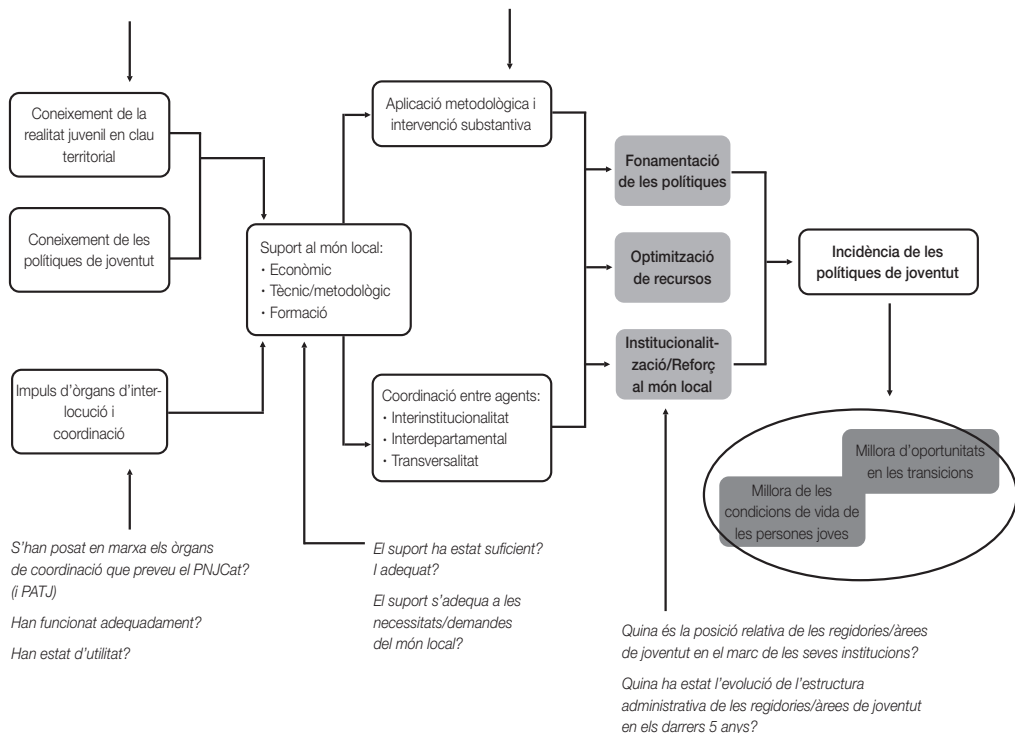 Coneixement de la
realitat juvenil en clau
territorial
Coneixement de les
polítiques de joventut
Impuls d'òrgans d'inter-
locució i
coordinació
Suport al món local:
· Econòmic
· Tècnic/metodològic
· Formació
Aplicació metodològica i
intervenció substantiva
Coordinació entre agents:
· Interinstitucionalitat
· Interdepartamental
· Transversalitat
Fonamentació
de les polítiques
Optimització
de recursos
Institucionalit-
zació/Reforç
al món local
Incidència de les
polítiques de joventut
Millora d'oportunitats
en les transicions
Millora de les
condicions de vida de
les persones joves
S'han posat en marxa els òrgans
de coordinació que preveu el PNJCat?
(i PATJ)
Han funcionat adequadament?
Han estat d'utilitat?
El suport ha estat suficient?
I adequat?
El suport s'adequa a les
necessitats/demandes
del món local?
Quina és la posició relativa de les regidories/àrees
de joventut en el marc de les seves institucions?
Quina ha estat l'evolució de l'estructura
administrativa de les regidories/àrees de joventut
en els darrers 5 anys?